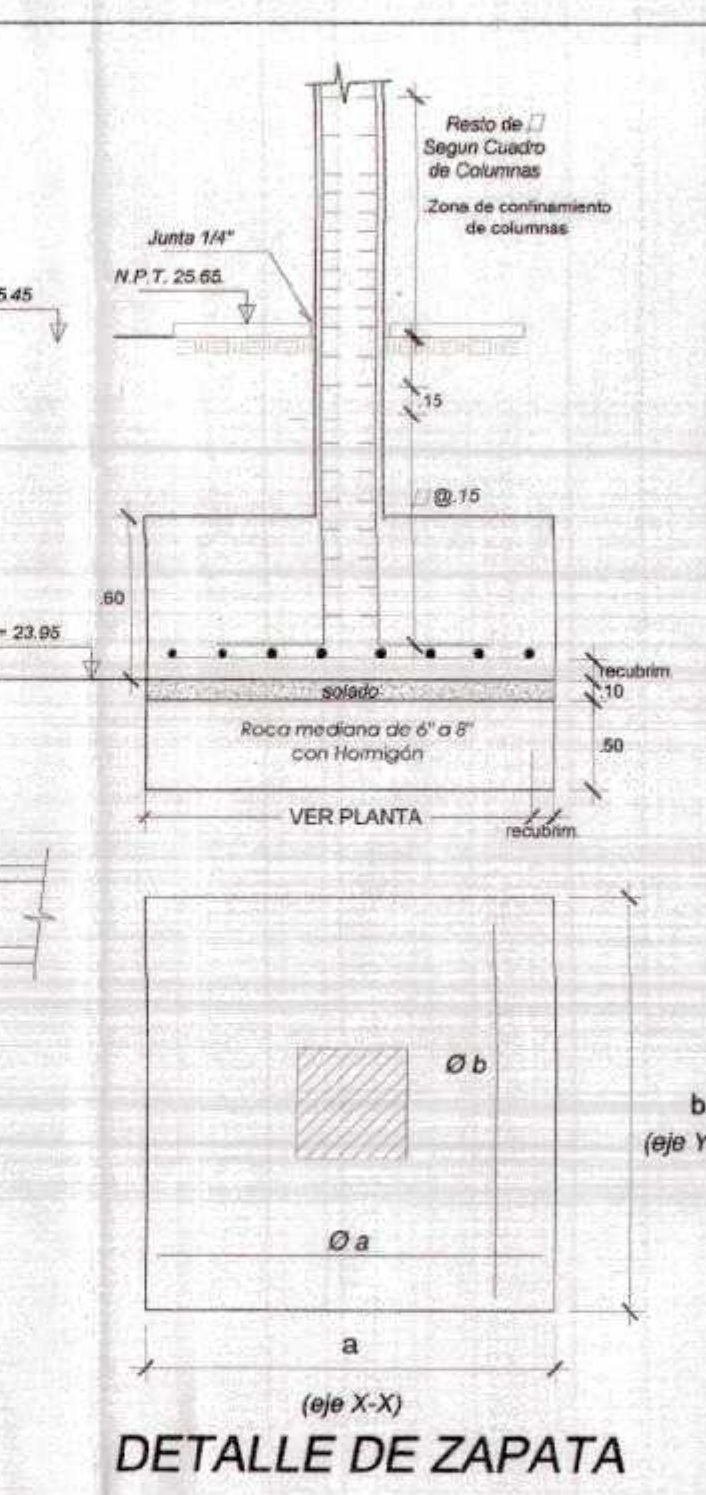 Resto de
Segun Cuadro
de Columnas
.Zona de confinamiento
de columnas
Junta 1/4"
N.P.T. 25.65
5.45
.15
@.15
.60
= 23.95
recubrim.
.10
solado
Roca mediana de 6" a 8"
con Hormigón
.50
VER PLANTA
recubrim.
Ø b
b
(eje Y
Ø a
a
(eje X-X)
DETALLE DE ZAPATA